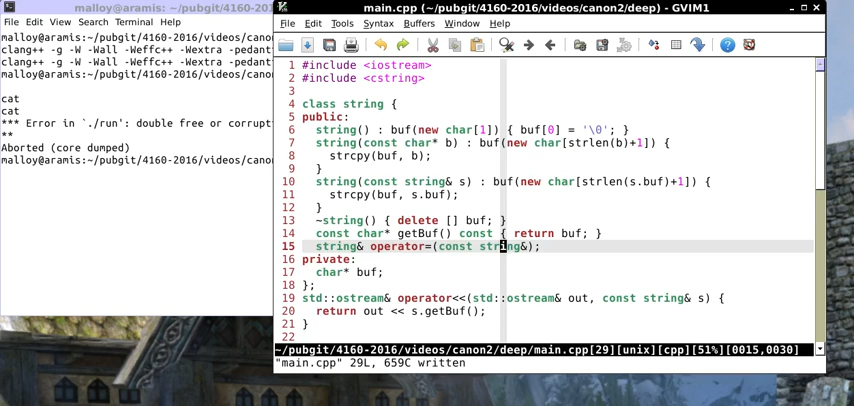 malloy@aramis: ~/pubgit/4160-201
File Edit View Search Terminal Help
malloy@aramis:~/pubgit/4160-2016/videos/cano
clang++ -g -W -Wall -Weffc++ -Wextra -pedant
clang++ -g -W -Wall -Weffc++ -Wextra -pedant
malloy@aramis:~/pubgit/4160-2016/videos/cano
cat
cat
*** Error in `./run': double free or corrupt
**
Aborted (core dumped)
malloy@aramis:~/pubgit/4160-2016/videos/cano
main.cpp (~/pubgit/4160-2016/videos/canon2/deep) - GVIM1
File Edit Tools Syntax Buffers Window Help
1 #include <iostream>
2 #include <cstring>
3
4 class string {
5 public:
6   string() : buf(new char[1]) { buf[0] = '\0'; }
7   string(const char* b) : buf(new char[strlen(b)+1]) {
8     strcpy(buf, b);
9   }
10   string(const string& s) : buf(new char[strlen(s.buf)+1]) {
11     strcpy(buf, s.buf);
12   }
13   ~string() { delete [] buf; }
14   const char* getBuf() const { return buf; }
15   string& operator=(const string&);
16 private:
17   char* buf;
18 };
19 std::ostream& operator<<(std::ostream& out, const string& s) {
20   return out << s.getBuf();
21 }
22
~/pubgit/4160-2016/videos/canon2/deep/main.cpp[29][unix][cpp][51%][0015,0030]
"main.cpp" 29L, 659C written